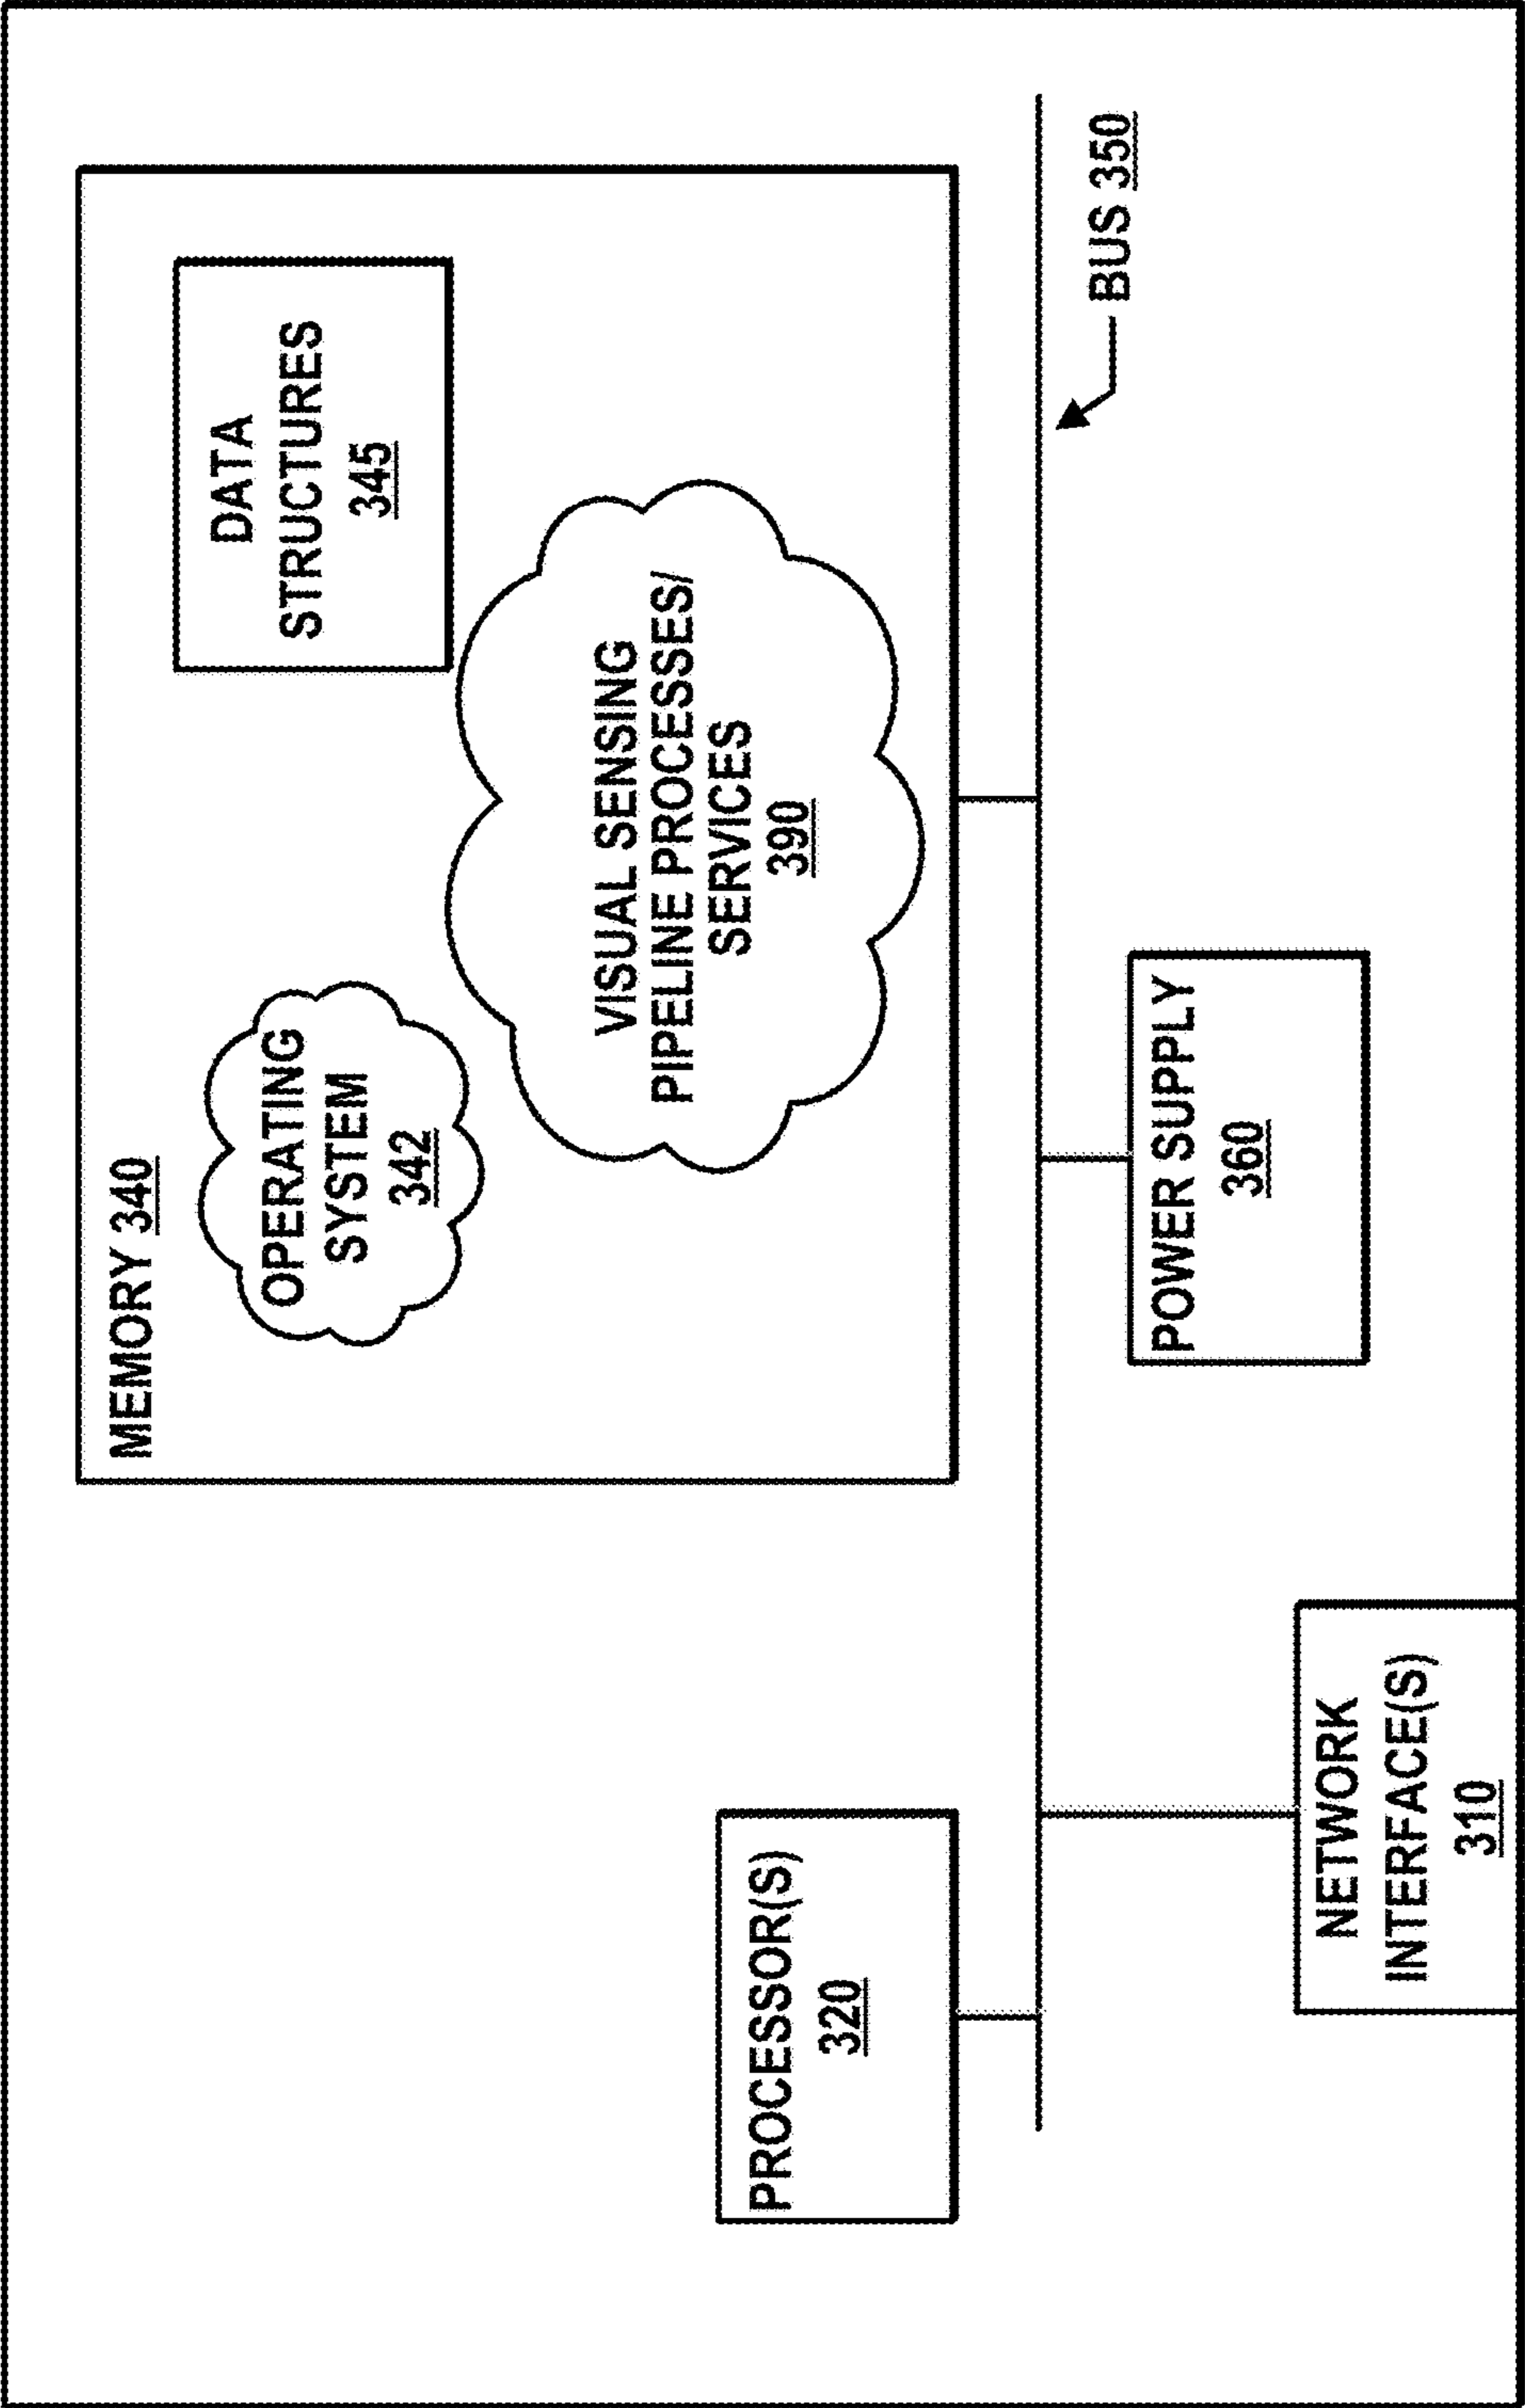 MEMORY 340
OPERATING
SYSTEM
342
DATA
STRUCTURES
345
VISUAL SENSING
PIPELINE PROCESSES/
SERVICES
390
PROCESSOR(S)
320
BUS 350
POWER SUPPLY
360
NETWORK
INTERFACE(S)
310